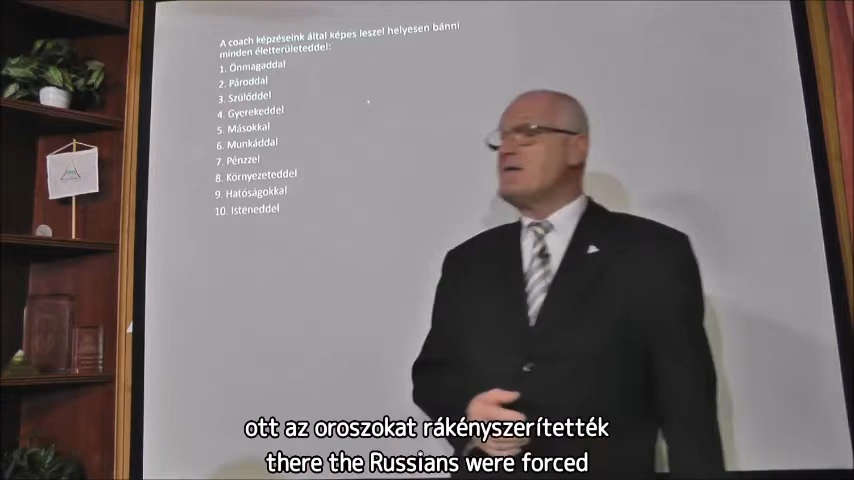 A coach képzéseink által képes leszel helyesen bánni
minden életterületeddel:
1. Önmagaddal
2. Pároddal
3. Szülőddel
4. Gyerekeddel
5. Másokkal
6. Munkáddal
7. Pénzzel
8. Környezeteddel
9. Hatóságokkal
10. Isteneddel
ott az oroszokat rákényszerítették
there the Russians were forced